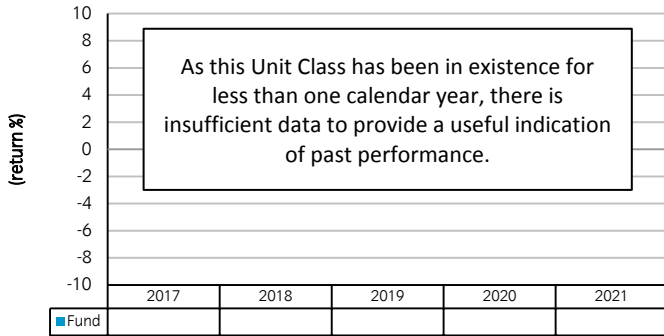 10
8
6
4
2
0
-2
-4
-6
-8
-10
(return %)
As this Unit Class has been in existence for
less than one calendar year, there is
insufficient data to provide a useful indication
of past performance.
2017 2018 2019 2020 2021
Fund